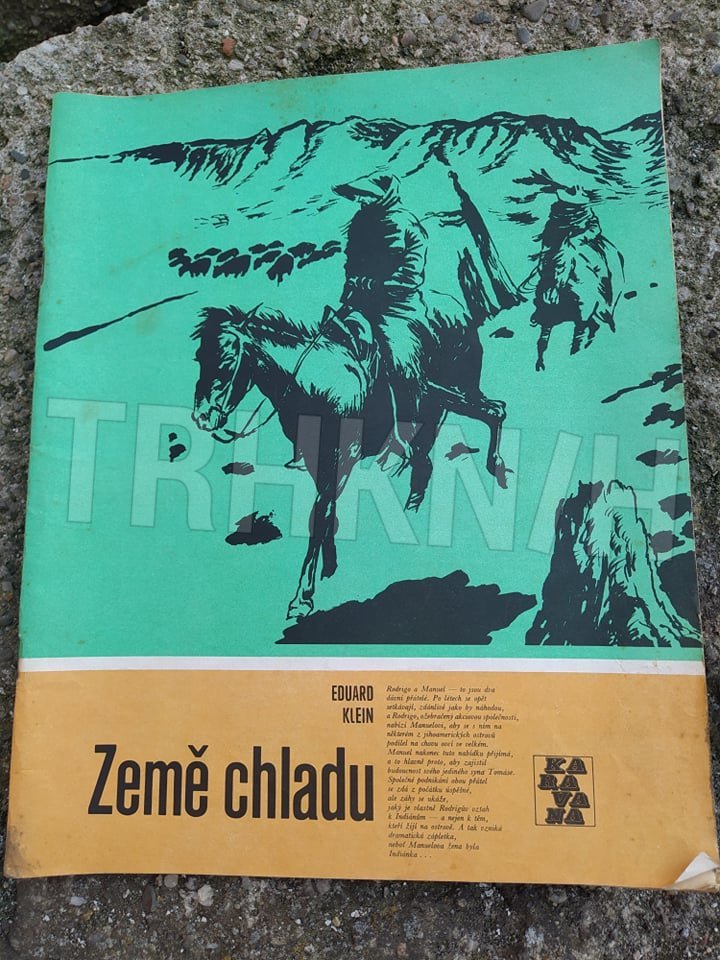 TRHKN/H
EDUARD
KLEIN
Země chladu
Rodrigo a Manuel — to jsou dva
dávní přátelé. Po létech se opět
setkávají, zdánlivě jako by náhodou,
a Rodrigo, ožebračený akciovou společností,
nabízí Manuelovi, aby se s ním na
některém z jihoamerických ostrovů
podílel na chovu ovcí ve velkém.
Manuel nakonec tuto nabídku přijímá,
a to hlavně proto, aby zajistil
budoucnost svého jediného syna Tomáse.
Společné podnikání obou přátel
se zdá z počátku úspěšné,
ale záhy se ukáže,
jaký je vlastně Rodrigův vztah
k Indiánům — a nejen k těm,
kteří žijí na ostrově. A tak vzniká
dramatická zápletka,
neboť Manuelova žena byla
Indiánka . . .
KA
RA
VA
NA